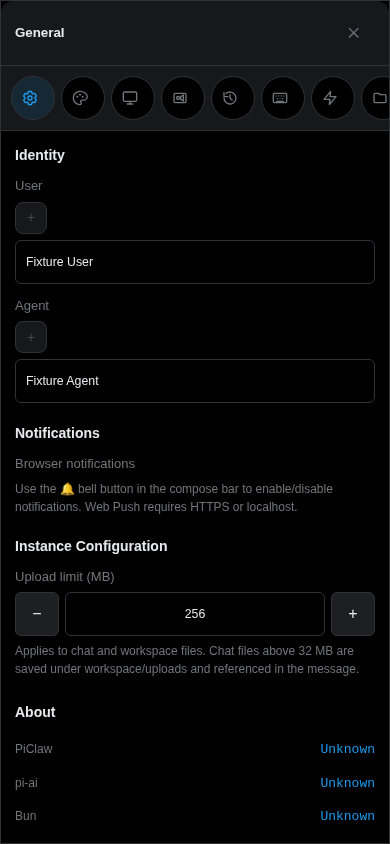 General
Identity
User
+
Fixture User
Agent
+
Fixture Agent
Notifications
Browser notifications
Use the 🔔 bell button in the compose bar to enable/disable
notifications. Web Push requires HTTPS or localhost.
Instance Configuration
Upload limit (MB)
− 256 +
Applies to chat and workspace files. Chat files above 32 MB are
saved under workspace/uploads and referenced in the message.
About
PiClaw Unknown
pi-ai Unknown
Bun Unknown